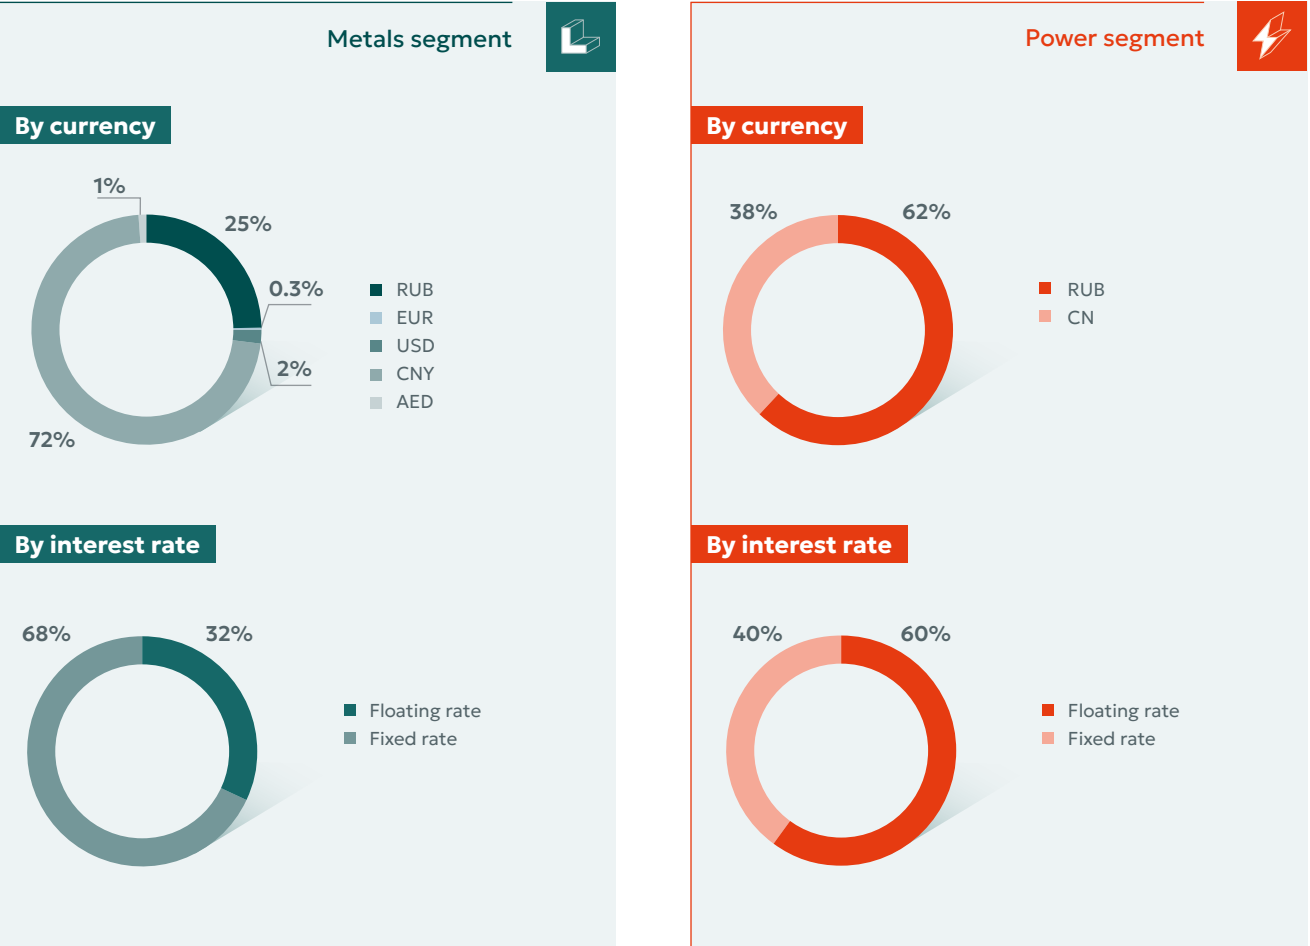 Metals segment
By currency
1%
25%
0.3%
2%
72%
RUB
EUR
USD
CNY
AED
By interest rate
68%
32%
Floating rate
Fixed rate
Power segment
By currency
38%
62%
RUB
CN
By interest rate
40%
60%
Floating rate
Fixed rate